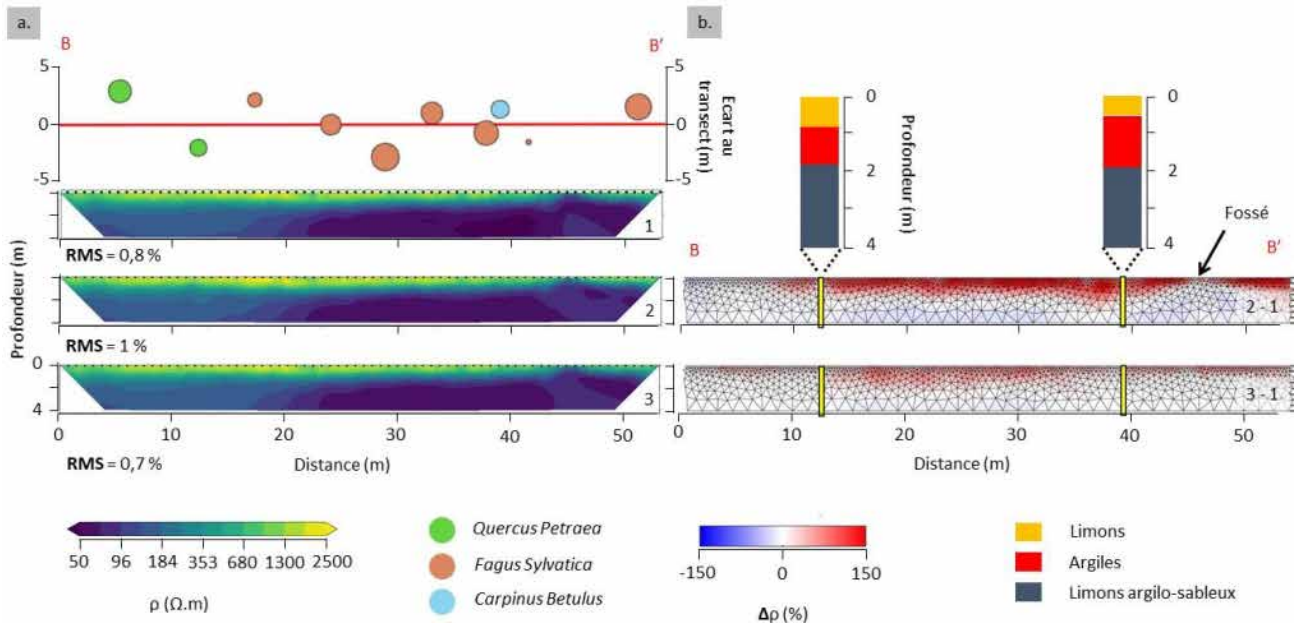 a.
b.
B
B'
5
0
-5
5
0
-5
Ecart au
transect (m)
1
RMS = 0,8 %
2
RMS = 1 %
Profondeur (m)
0
4
3
0 10 20 30 40 50
RMS = 0,7 %
Distance (m)
0
2
4
Profondeur (m)
0
2
4
Fossé
B
B'
2 - 1
3 - 1
0 10 20 30 40 50
Distance (m)
50 96 184 353 680 1300 2500
ρ (Ω.m)
Quercus Petraea
Fagus Sylvatica
Carpinus Betulus
-150 0 150
Δρ (%)
Limons
Argiles
Limons argilo-sableux